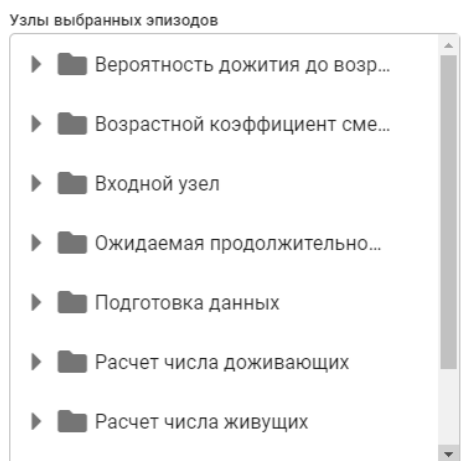 Узлы выбранных эпизодов
Вероятность дожития до возр...
Возрастной коэффициент сме...
Входной узел
Ожидаемая продолжительно...
Подготовка данных
Расчет числа доживающих
Расчет числа живущих